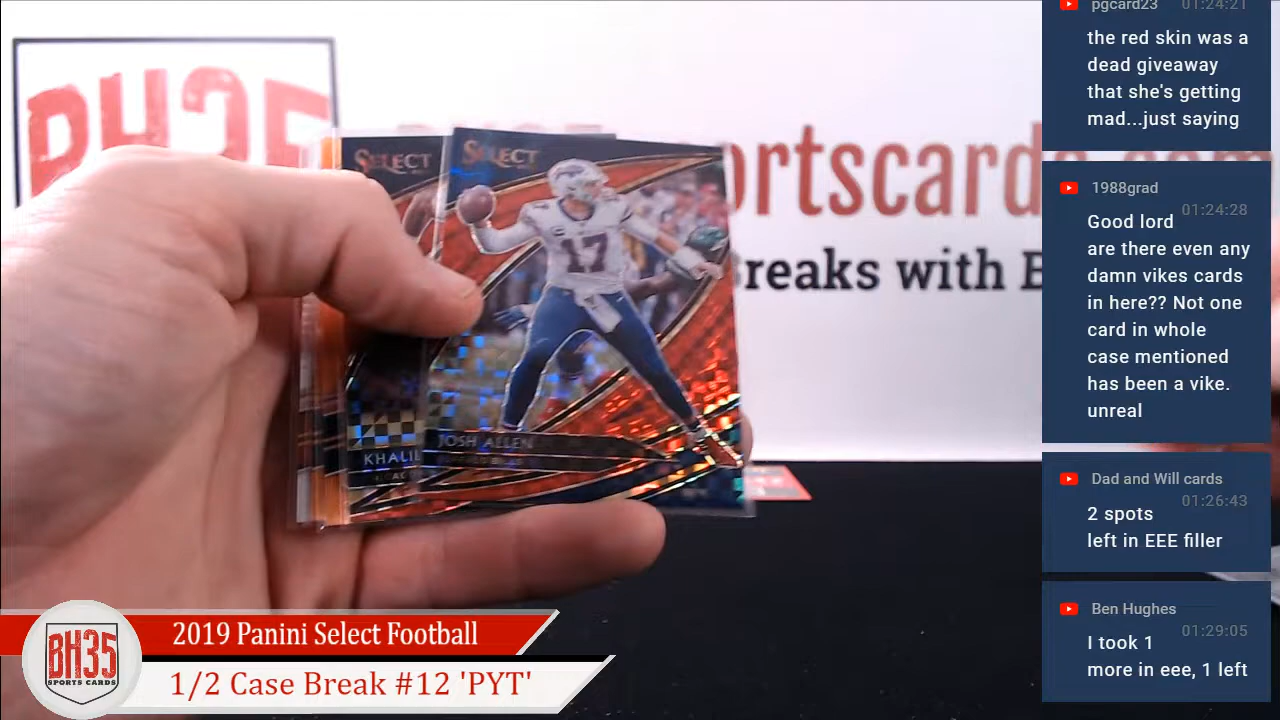 BH35
ortscards
reaks with B
SELECT
SELECT
17
JOSH ALLEN
KHALIL
2019 Panini Select Football
1/2 Case Break #12 'PYT'
BH35
SPORTS CARDS
pgcard23 01:24:21
the red skin was a
dead giveaway
that she's getting
mad...just saying
1988grad
01:24:28
Good lord
are there even any
damn vikes cards
in here?? Not one
card in whole
case mentioned
has been a vike.
unreal
Dad and Will cards
01:26:43
2 spots
left in EEE filler
Ben Hughes
01:29:05
I took 1
more in eee, 1 left